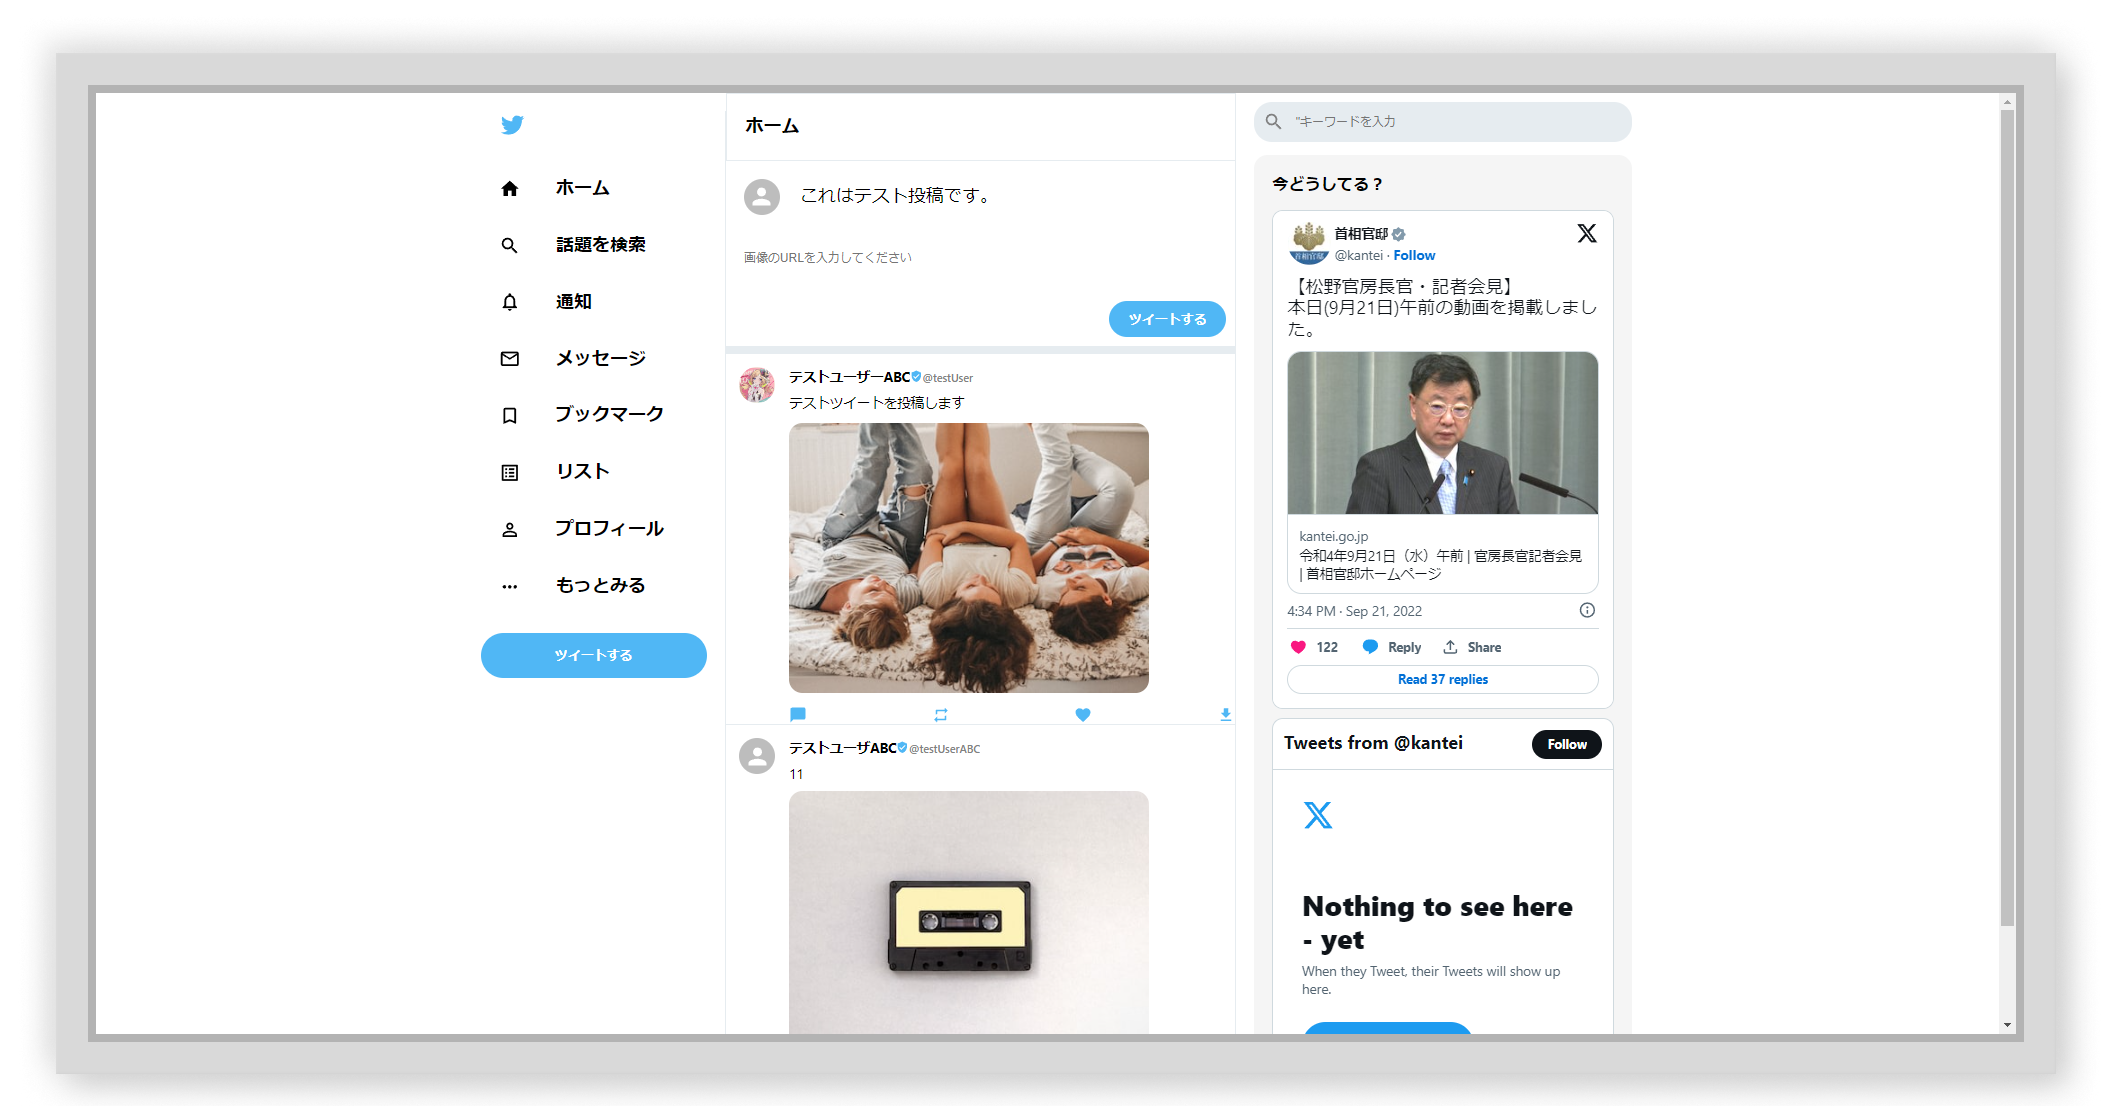 ホーム
話題を検索
通知
メッセージ
ブックマーク
リスト
プロフィール
もっとみる
ツイートする
ホーム
これはテスト投稿です。
画像のURLを入力してください
ツイートする
テストユーザーABC@testUser
テストツイートを投稿します
テストユーザABC@testUserABC
11
"キーワードを入力
今どうしてる？
首相官邸
@kantei · Follow
【松野官房長官・記者会見】
本日(9月21日)午前の動画を掲載しまし
た。
kantei.go.jp
令和4年9月21日（水）午前 | 官房長官記者会見
| 首相官邸ホームページ
4:34 PM · Sep 21, 2022
122 Reply Share
Read 37 replies
Tweets from @kantei
Follow
Nothing to see here
- yet
When they Tweet, their Tweets will show up
here.